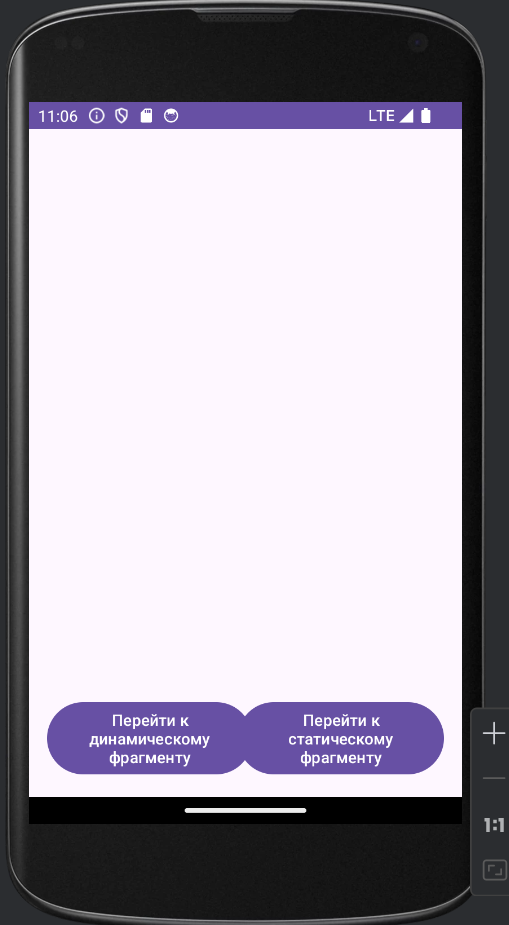 11:06 LTE
Перейти к
динамическому
фрагменту
Перейти к
статическому
фрагменту
1:1